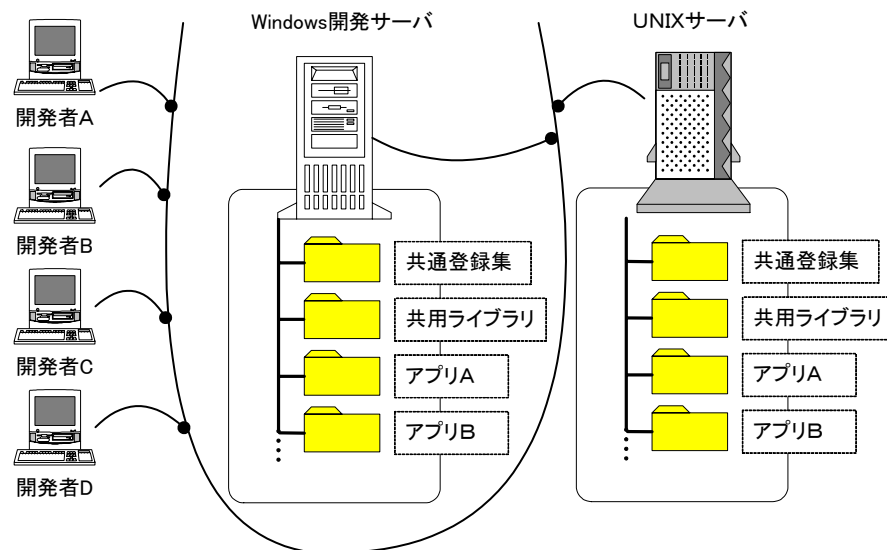 Windows開発サーバ
UNIXサーバ
開発者A
開発者B
開発者C
開発者D
共通登録集
共用ライブラリ
アプリA
アプリB
共通登録集
共用ライブラリ
アプリA
アプリB